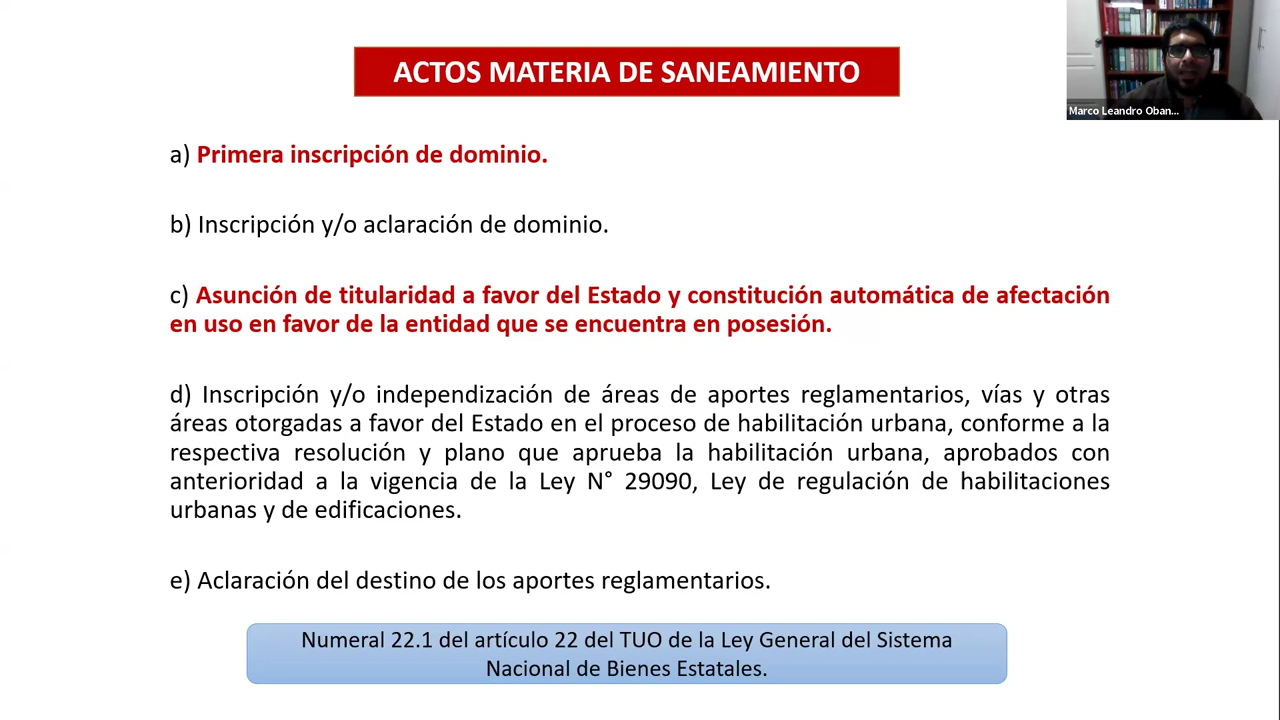 ACTOS MATERIA DE SANEAMIENTO
Marco Leandro Oban...
a) Primera inscripción de dominio.
b) Inscripción y/o aclaración de dominio.
c) Asunción de titularidad a favor del Estado y constitución automática de afectación
en uso en favor de la entidad que se encuentra en posesión.
d) Inscripción y/o independización de áreas de aportes reglamentarios, vías y otras
áreas otorgadas a favor del Estado en el proceso de habilitación urbana, conforme a la
respectiva resolución y plano que aprueba la habilitación urbana, aprobados con
anterioridad a la vigencia de la Ley N° 29090, Ley de regulación de habilitaciones
urbanas y de edificaciones.
e) Aclaración del destino de los aportes reglamentarios.
Numeral 22.1 del artículo 22 del TUO de la Ley General del Sistema
Nacional de Bienes Estatales.